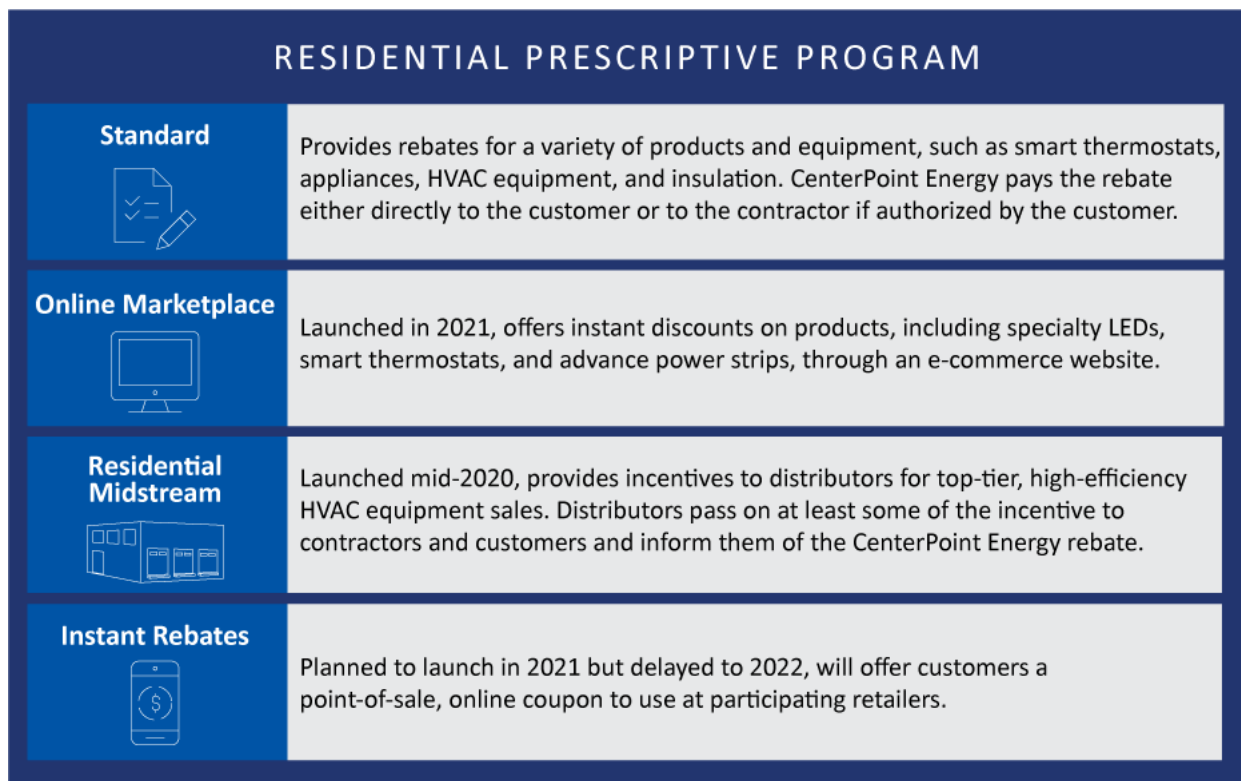 RESIDENTIAL PRESCRIPTIVE PROGRAM
Standard
Provides rebates for a variety of products and equipment, such as smart thermostats,
appliances, HVAC equipment, and insulation. CenterPoint Energy pays the rebate
either directly to the customer or to the contractor if authorized by the customer.
Online Marketplace
Launched in 2021, offers instant discounts on products, including specialty LEDs,
smart thermostats, and advance power strips, through an e-commerce website.
Residential
Midstream
Launched mid-2020, provides incentives to distributors for top-tier, high-efficiency
HVAC equipment sales. Distributors pass on at least some of the incentive to
contractors and customers and inform them of the CenterPoint Energy rebate.
Instant Rebates
$
Planned to launch in 2021 but delayed to 2022, will offer customers a
point-of-sale, online coupon to use at participating retailers.